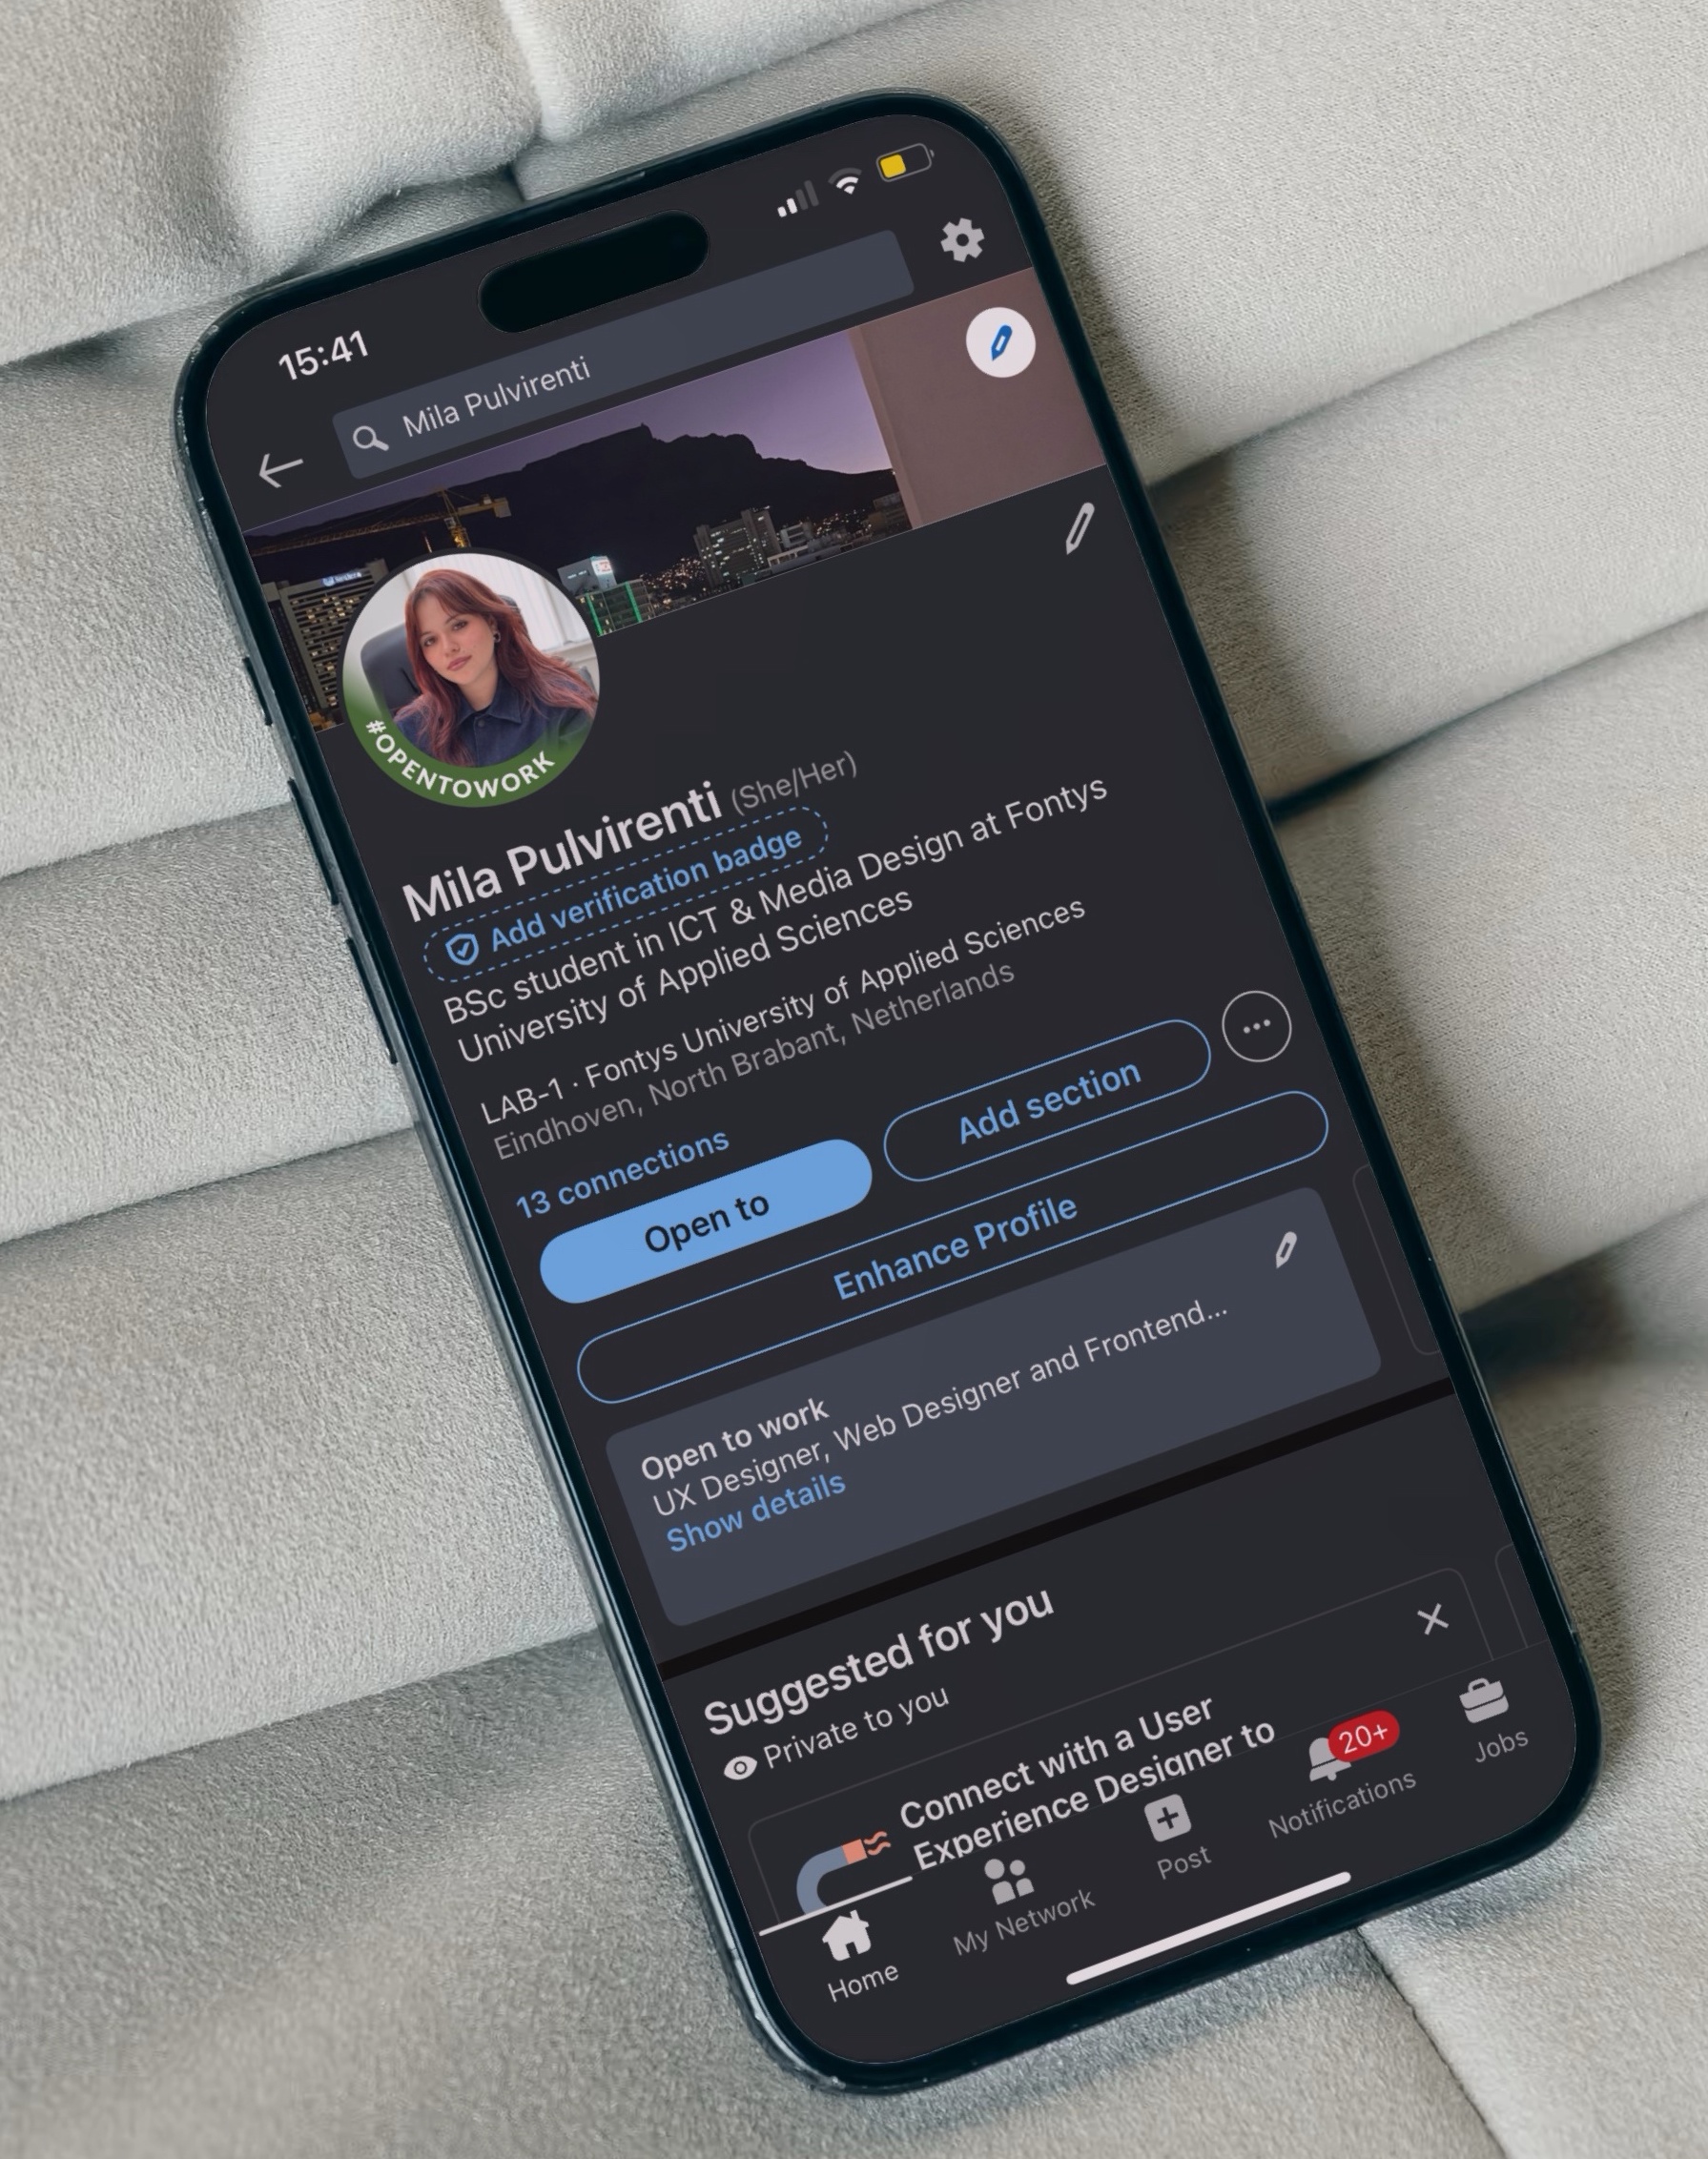 15:41
Mila Pulvirenti
#OPENTOWORK
Mila Pulvirenti (She/Her)
Add verification badge
BSc student in ICT & Media Design at Fontys
University of Applied Sciences
LAB-1 · Fontys University of Applied Sciences
Eindhoven, North Brabant, Netherlands
13 connections
Open to
Add section
Enhance Profile
Open to work
UX Designer, Web Designer and Frontend...
Show details
Suggested for you
Private to you
Connect with a User
Experience Designer to
Home
My Network
Post
20+
Notifications
Jobs